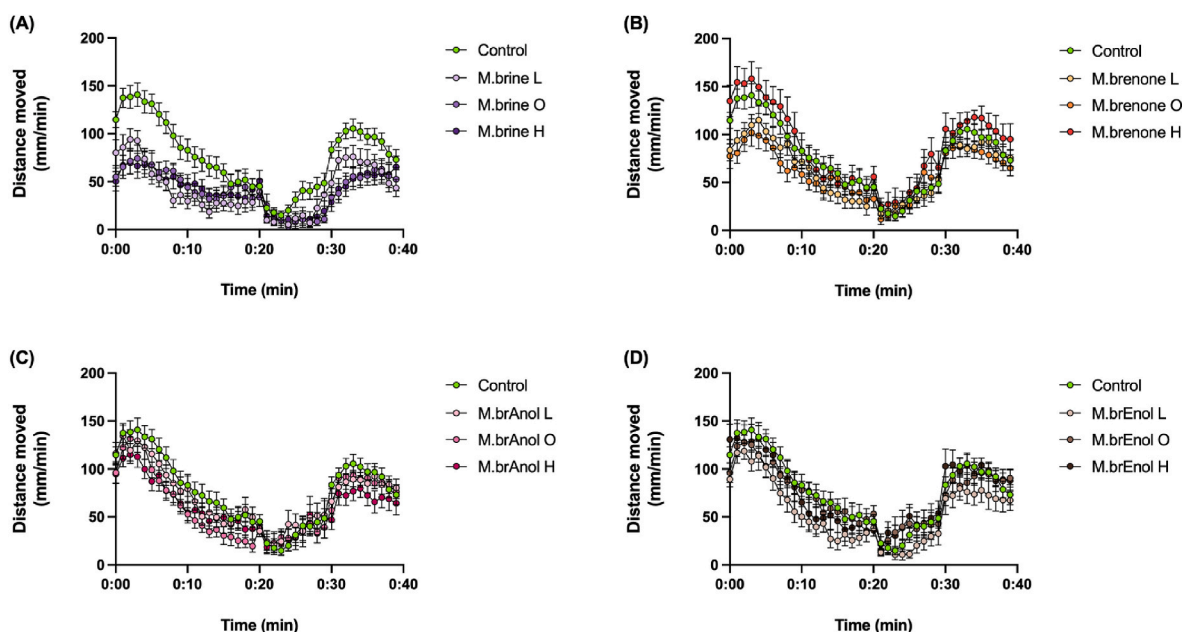 (A)
200
150
100
50
0
Distance moved
(mm/min)
0:00 0:10 0:20 0:30 0:40
Time (min)
Control
M.brine L
M.brine O
M.brine H
(B)
200
150
100
50
0
Distance moved
(mm/min)
0:00 0:10 0:20 0:30 0:40
Time (min)
Control
M.brenone L
M.brenone O
M.brenone H
(C)
200
150
100
50
0
Distance moved
(mm/min)
0:00 0:10 0:20 0:30 0:40
Time (min)
Control
M.brAnol L
M.brAnol O
M.brAnol H
(D)
200
150
100
50
0
Distance moved
(mm/min)
0:00 0:10 0:20 0:30 0:40
Time (min)
Control
M.brEnol L
M.brEnol O
M.brEnol H